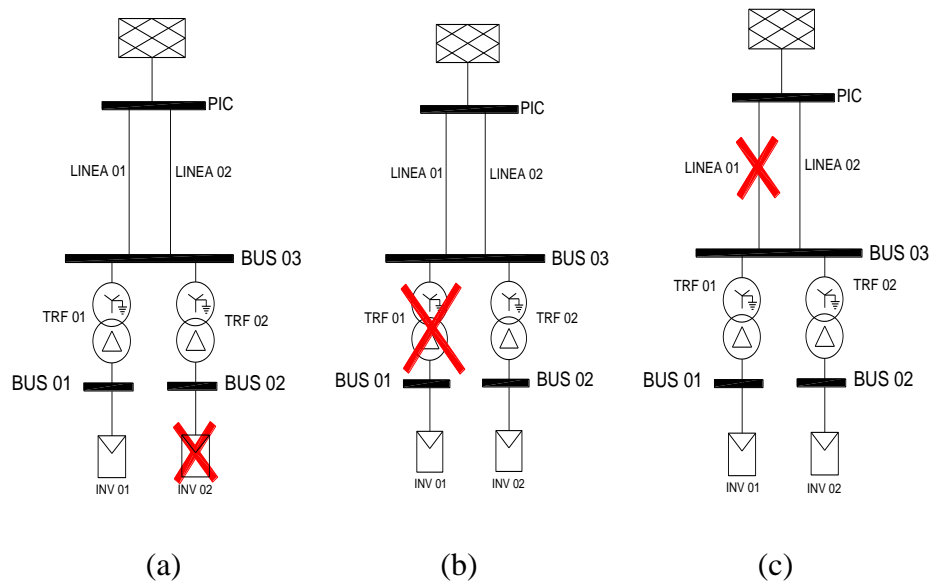 PIC
LINEA 01
LINEA 02
BUS 03
TRF 01
TRF 02
BUS 01
BUS 02
INV 01
INV 02
(a)
PIC
LINEA 01
LINEA 02
BUS 03
TRF 01
TRF 02
BUS 01
BUS 02
INV 01
INV 02
(b)
PIC
LINEA 01
LINEA 02
BUS 03
TRF 01
TRF 02
BUS 01
BUS 02
INV 01
INV 02
(c)